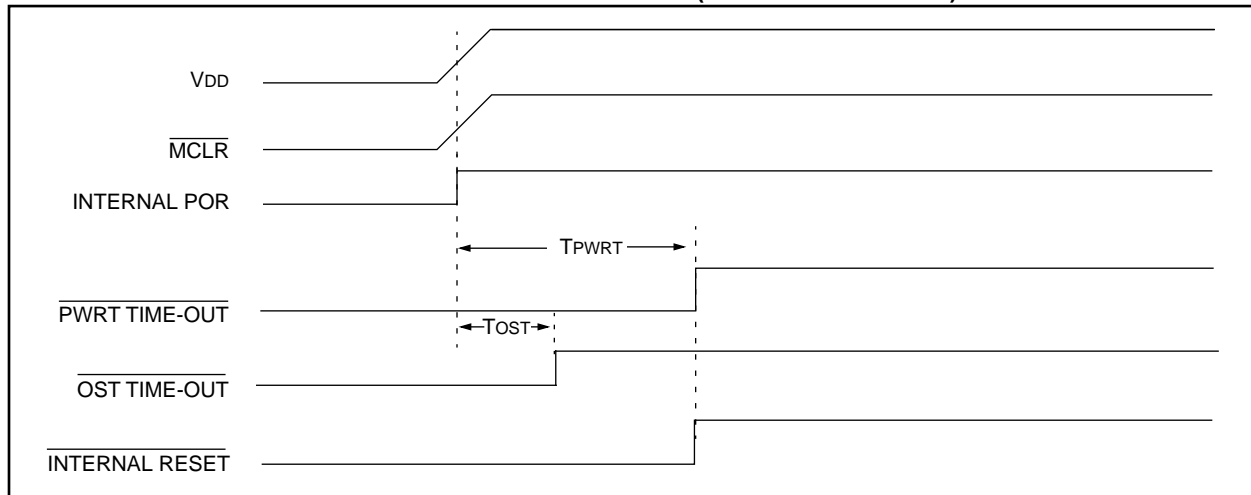 VDD
MCLR
INTERNAL POR
TPWRT
PWRT TIME-OUT
TOST
OST TIME-OUT
INTERNAL RESET